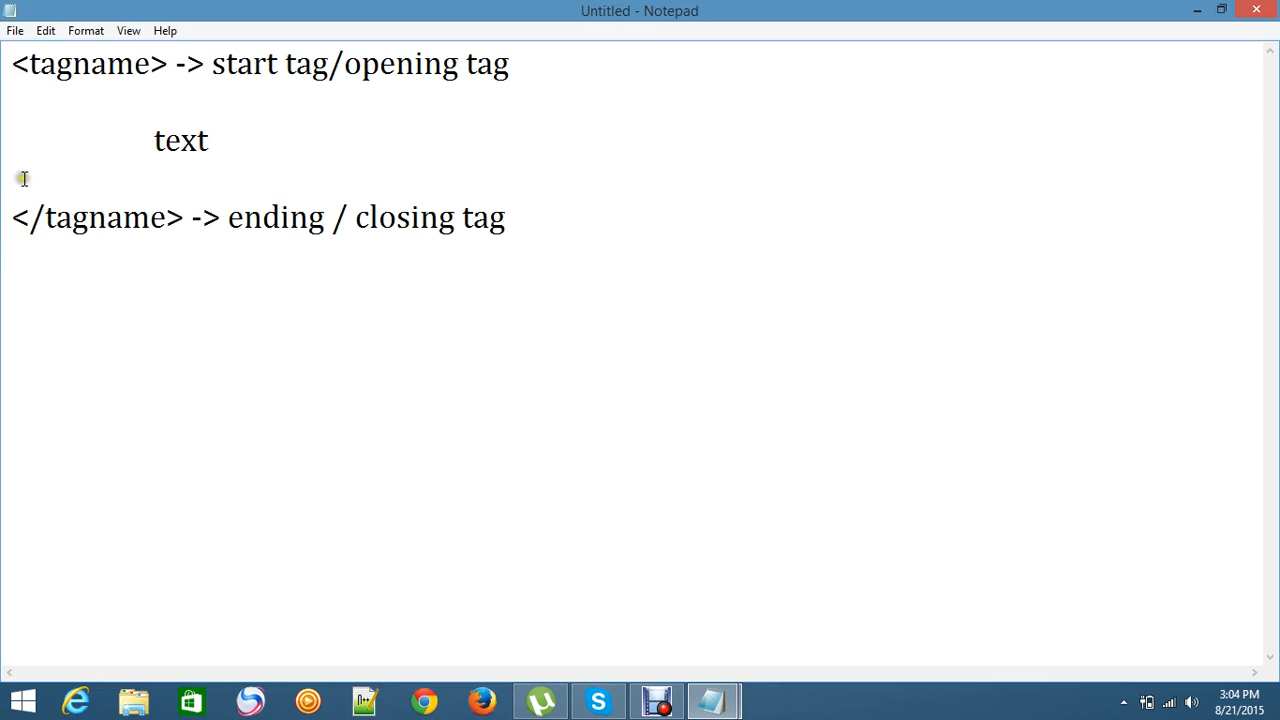 Untitled - Notepad
File Edit Format View Help
<tagname> -> start tag/opening tag
text
</tagname> -> ending / closing tag
N++
S
3:04 PM
8/21/2015